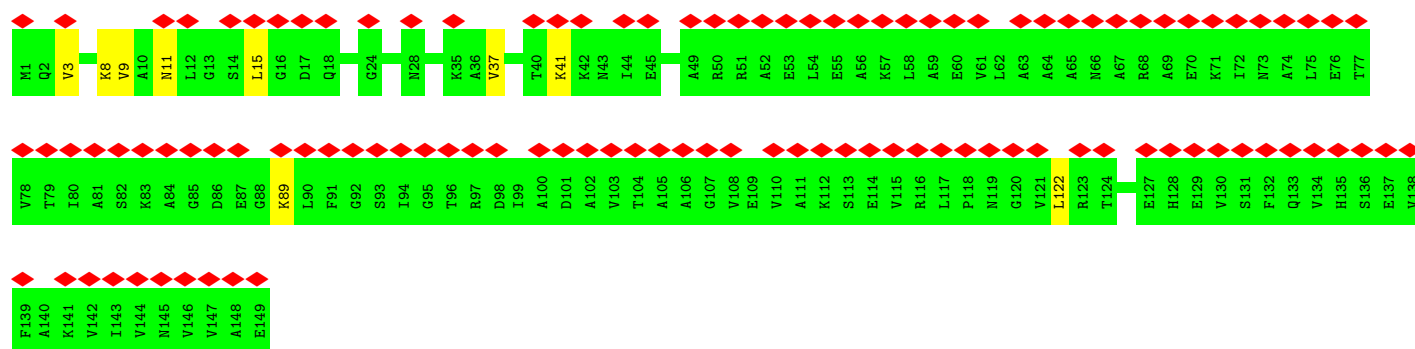 M1 Q2 V3 K8 V9 A10 N11 L12 G13 S14 L15 G16 D17 Q18 G24 N28 K35 A36 V37 T40 K41 K42 N43 I44 E45 A49 R50 R51 A52 E53 L54 E55 A56 K57 L58 A59 E60 V61 L62 A63 A64 A65 N66 A67 R68 A69 E70 K71 I72 N73 A74 L75 E76 T77
V78 T79 I80 A81 S82 K83 A84 G85 D86 E87 G88 K89 L90 F91 G92 S93 I94 G95 T96 R97 D98 I99 A100 D101 A102 V103 T104 A105 A106 G107 V108 E109 V110 A111 K112 S113 E114 V115 R116 L117 P118 N119 G120 V121 L122 R123 T124 E127 H128 E129 V130 S131 F132 Q133 V134 H135 S136 E137
F139 A140 K141 V142 I143 V144 N145 V146 V147 A148 E149